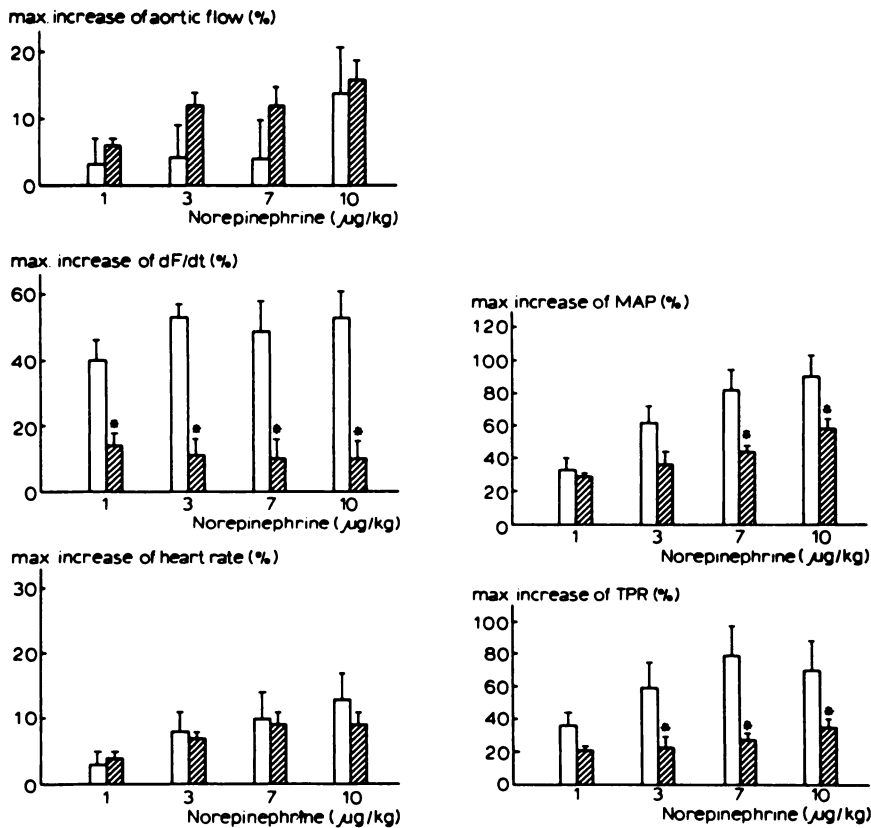 max. increase of aortic flow (%)
20
10
0
1 3 7 10
Norepinephrine (µg/kg)
max. increase of dF/dt (%)
60
40
20
0
* * * *
1 3 7 10
Norepinephrine (µg/kg)
max. increase of heart rate (%)
30
20
10
0
1 3 7 10
Norepinephrine (µg/kg)
max increase of MAP (%)
120
100
80
60
40
20
0
* *
1 3 7 10
Norepinephrine (µg/kg)
max increase of TPR (%)
100
80
60
40
20
0
* * *
1 3 7 10
Norepinephrine (µg/kg)